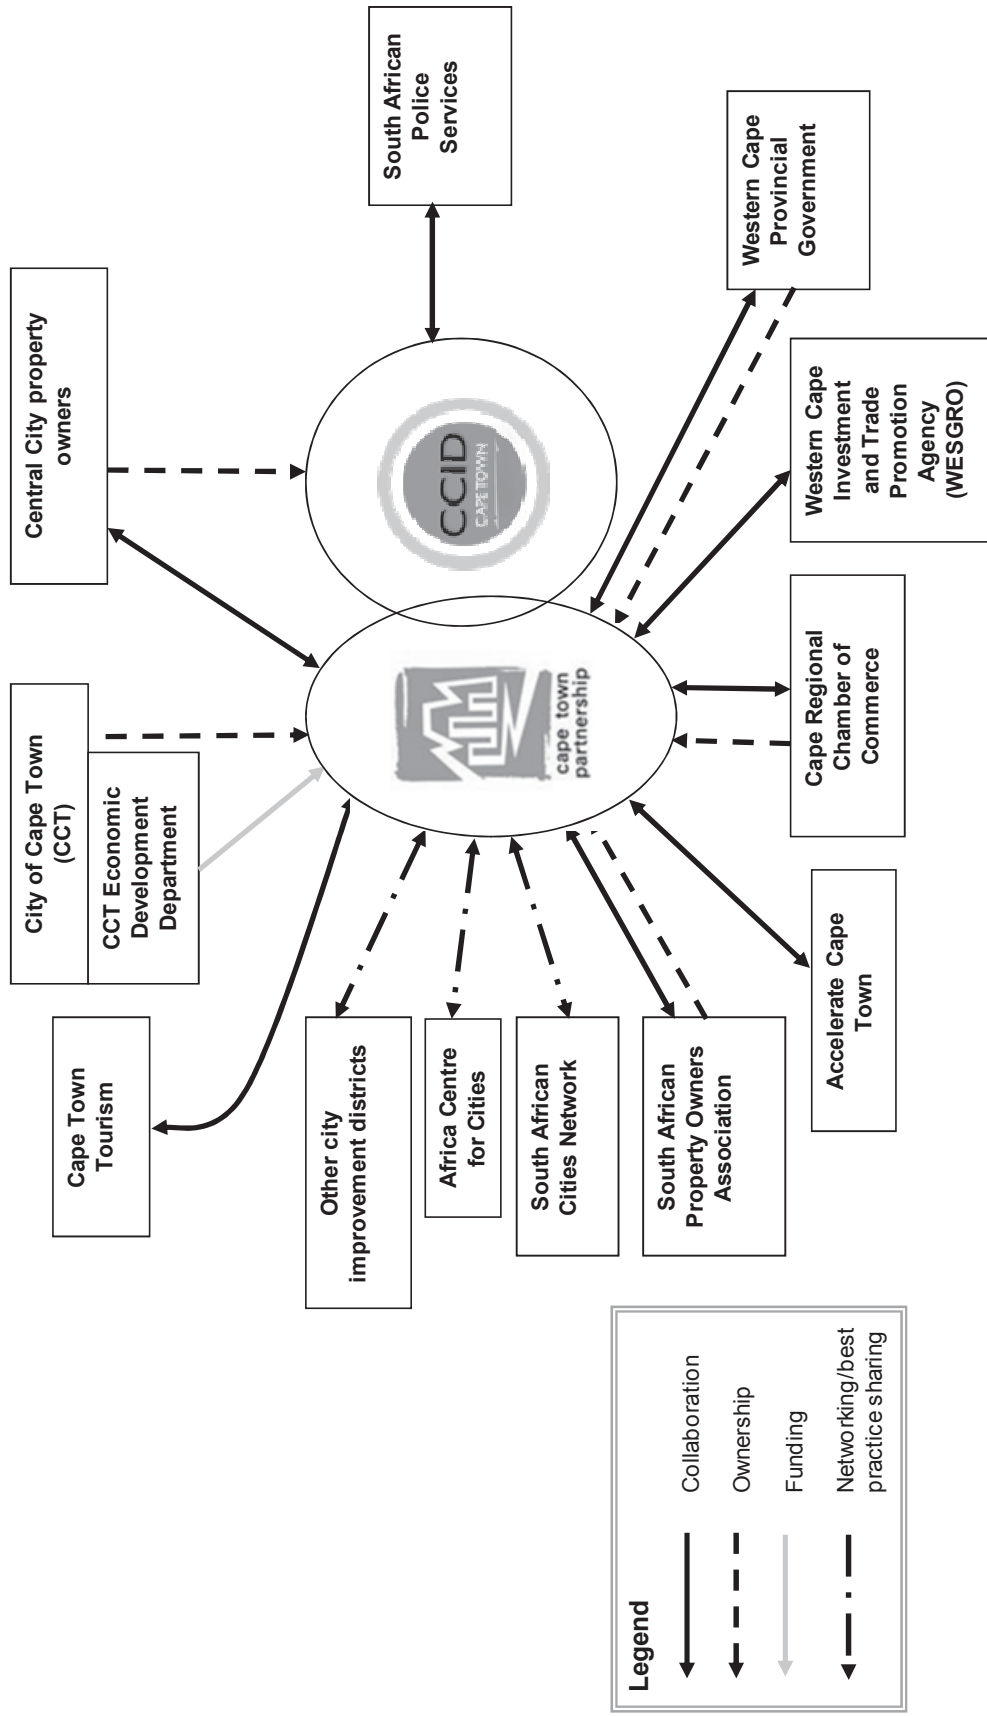 Cape Town
Tourism
City of Cape Town
(CCT)
CCT Economic
Development
Department
Central City property
owners
South African
Police
Services
Other city
improvement districts
Africa Centre
for Cities
South African
Cities Network
South African
Property Owners
Association
cape town
partnership
CCID
CAPE TOWN
Western Cape
Provincial
Government
Accelerate Cape
Town
Cape Regional
Chamber of
Commerce
Western Cape
Investment
and Trade
Promotion
Agency
(WESGRO)
Legend
Collaboration
Ownership
Funding
Networking/best
practice sharing